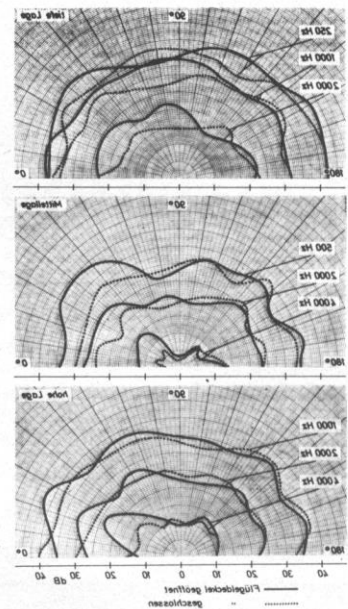 tiefe Lage
90°
250 Hz
1000 Hz
2000 Hz
0°
180°
Mittellage
90°
500 Hz
2000 Hz
4000 Hz
0°
180°
hohe Lage
90°
1000 Hz
2000 Hz
4000 Hz
0°
180°
40 30 20 10 0 10 20 30 40
dB
Flügeldeckel geöffnet
" geschlossen